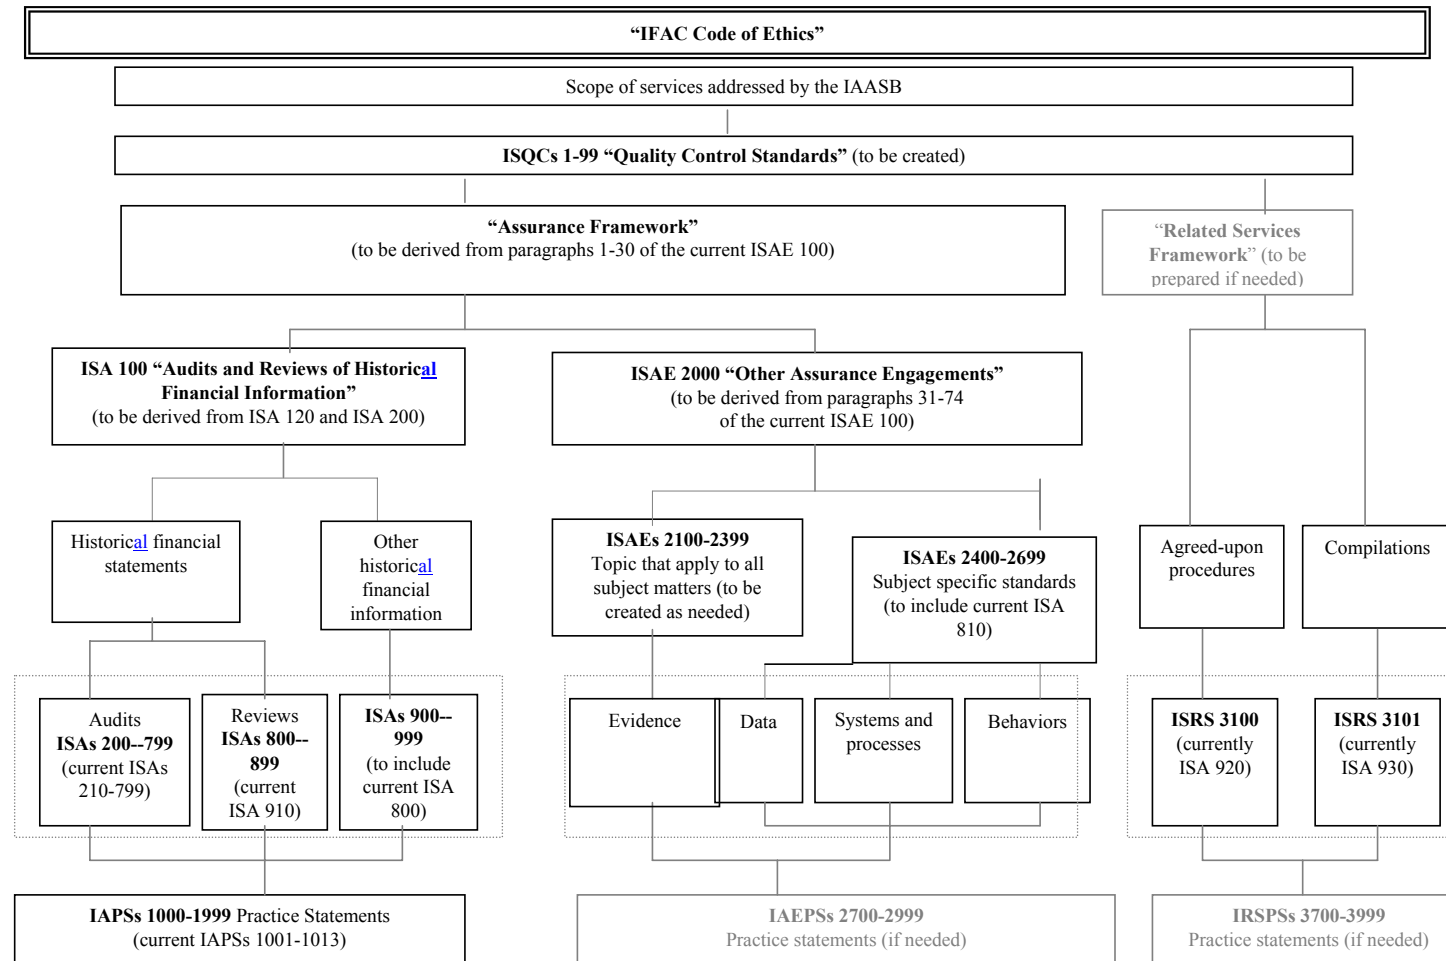 “IFAC Code of Ethics”
Scope of services addressed by the IAASB
ISQCs 1-99 “Quality Control Standards” (to be created)
“Assurance Framework”
(to be derived from paragraphs 1-30 of the current ISAE 100)
“Related Services
Framework” (to be
prepared if needed)
ISA 100 “Audits and Reviews of Historical
Financial Information”
(to be derived from ISA 120 and ISA 200)
ISAE 2000 “Other Assurance Engagements”
(to be derived from paragraphs 31-74
of the current ISAE 100)
Historical financial
statements
Other
historical
financial
information
ISAEs 2100-2399
Topic that apply to all
subject matters (to be
created as needed)
ISAEs 2400-2699
Subject specific standards
(to include current ISA
810)
Agreed-upon
procedures
Compilations
Audits
ISAs 200--799
(current ISAs
210-799)
Reviews
ISAs 800--
899
(current
ISA 910)
ISAs 900--
999
(to include
current ISA
800)
Evidence
Data
Systems and
processes
Behaviors
ISRS 3100
(currently
ISA 920)
ISRS 3101
(currently
ISA 930)
IAPSs 1000-1999 Practice Statements
(current IAPSs 1001-1013)
IAEPSs 2700-2999
Practice statements (if needed)
IRSPSs 3700-3999
Practice statements (if needed)